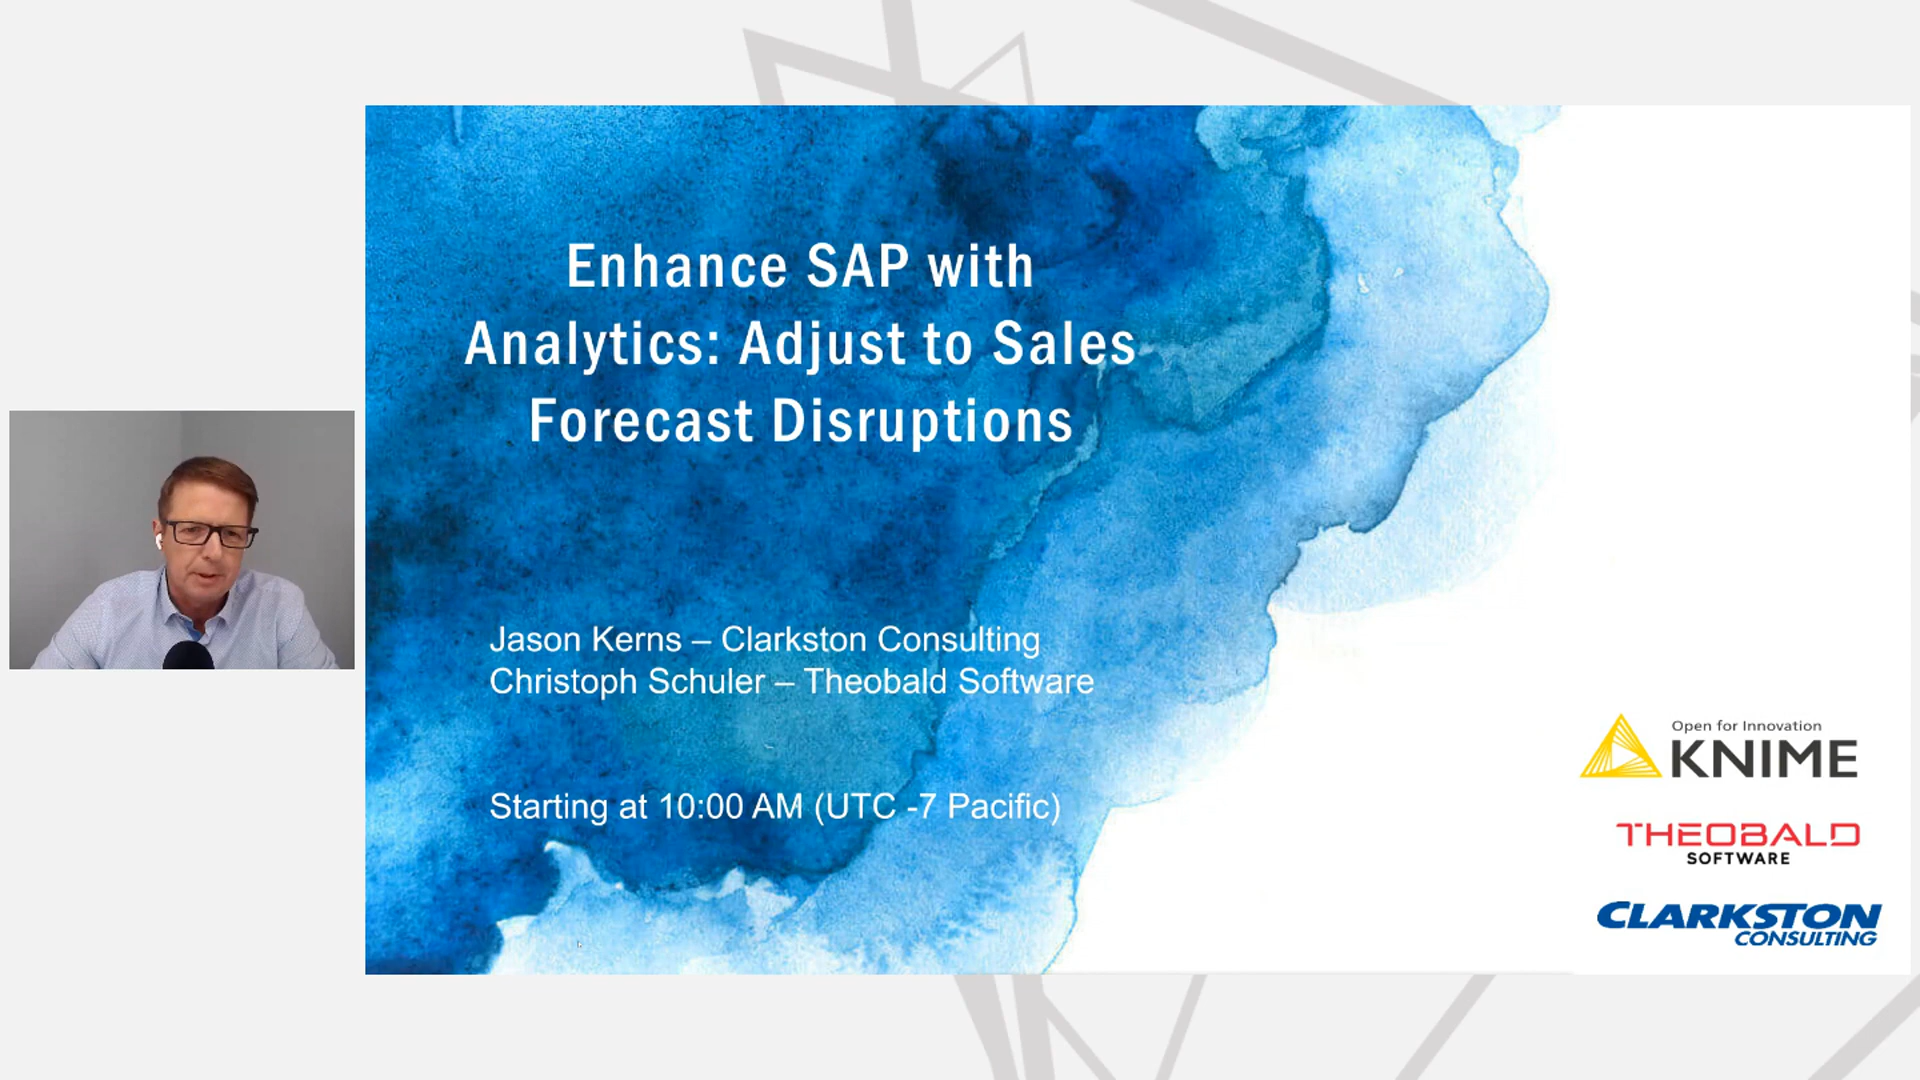 Enhance SAP with
Analytics: Adjust to Sales
Forecast Disruptions
Jason Kerns – Clarkston Consulting
Christoph Schuler – Theobald Software
Starting at 10:00 AM (UTC -7 Pacific)
Open for Innovation
KNIME
THEOBALD
SOFTWARE
CLARKSTON
CONSULTING